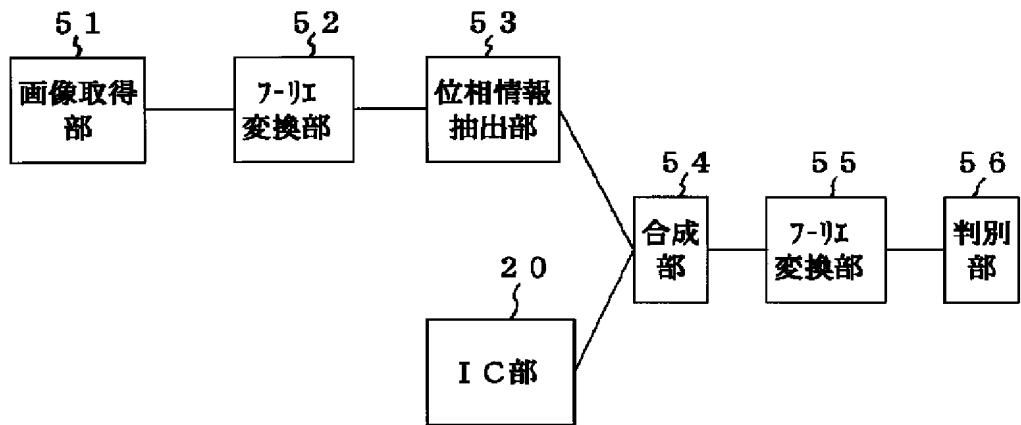 ５１
画像取得
部
５２
ﾌｰﾘｴ
変換部
５３
位相情報
抽出部
５４
合成
部
５５
ﾌｰﾘｴ
変換部
５６
判別
部
２０
ＩＣ部